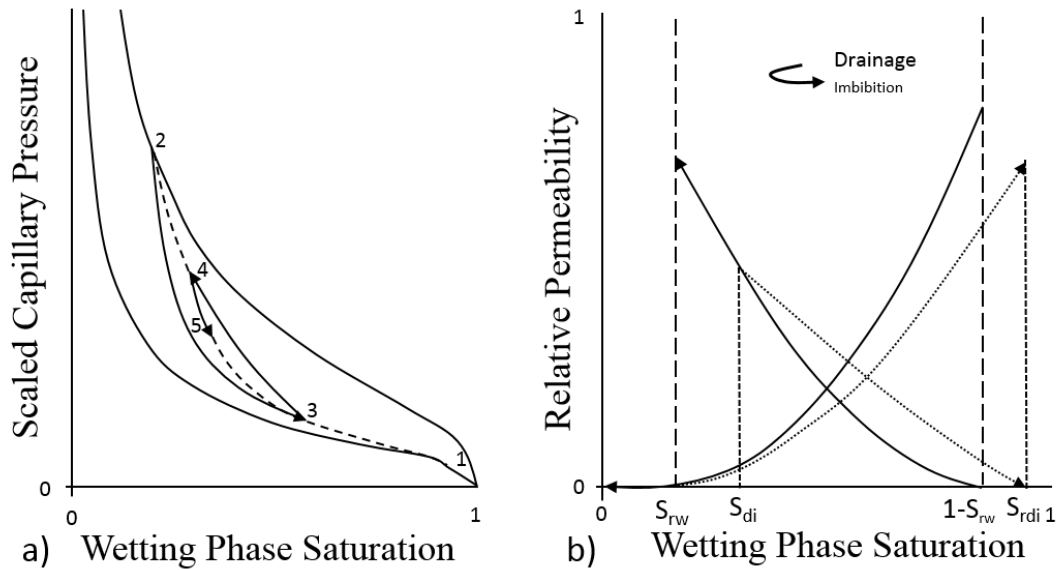 Scaled Capillary Pressure
2
4
5
3
1
0
0
1
a) Wetting Phase Saturation
Relative Permeability
1
Drainage
Imbibition
0
0
S_rw
S_di
1-S_rw
S_rdi
1
b) Wetting Phase Saturation